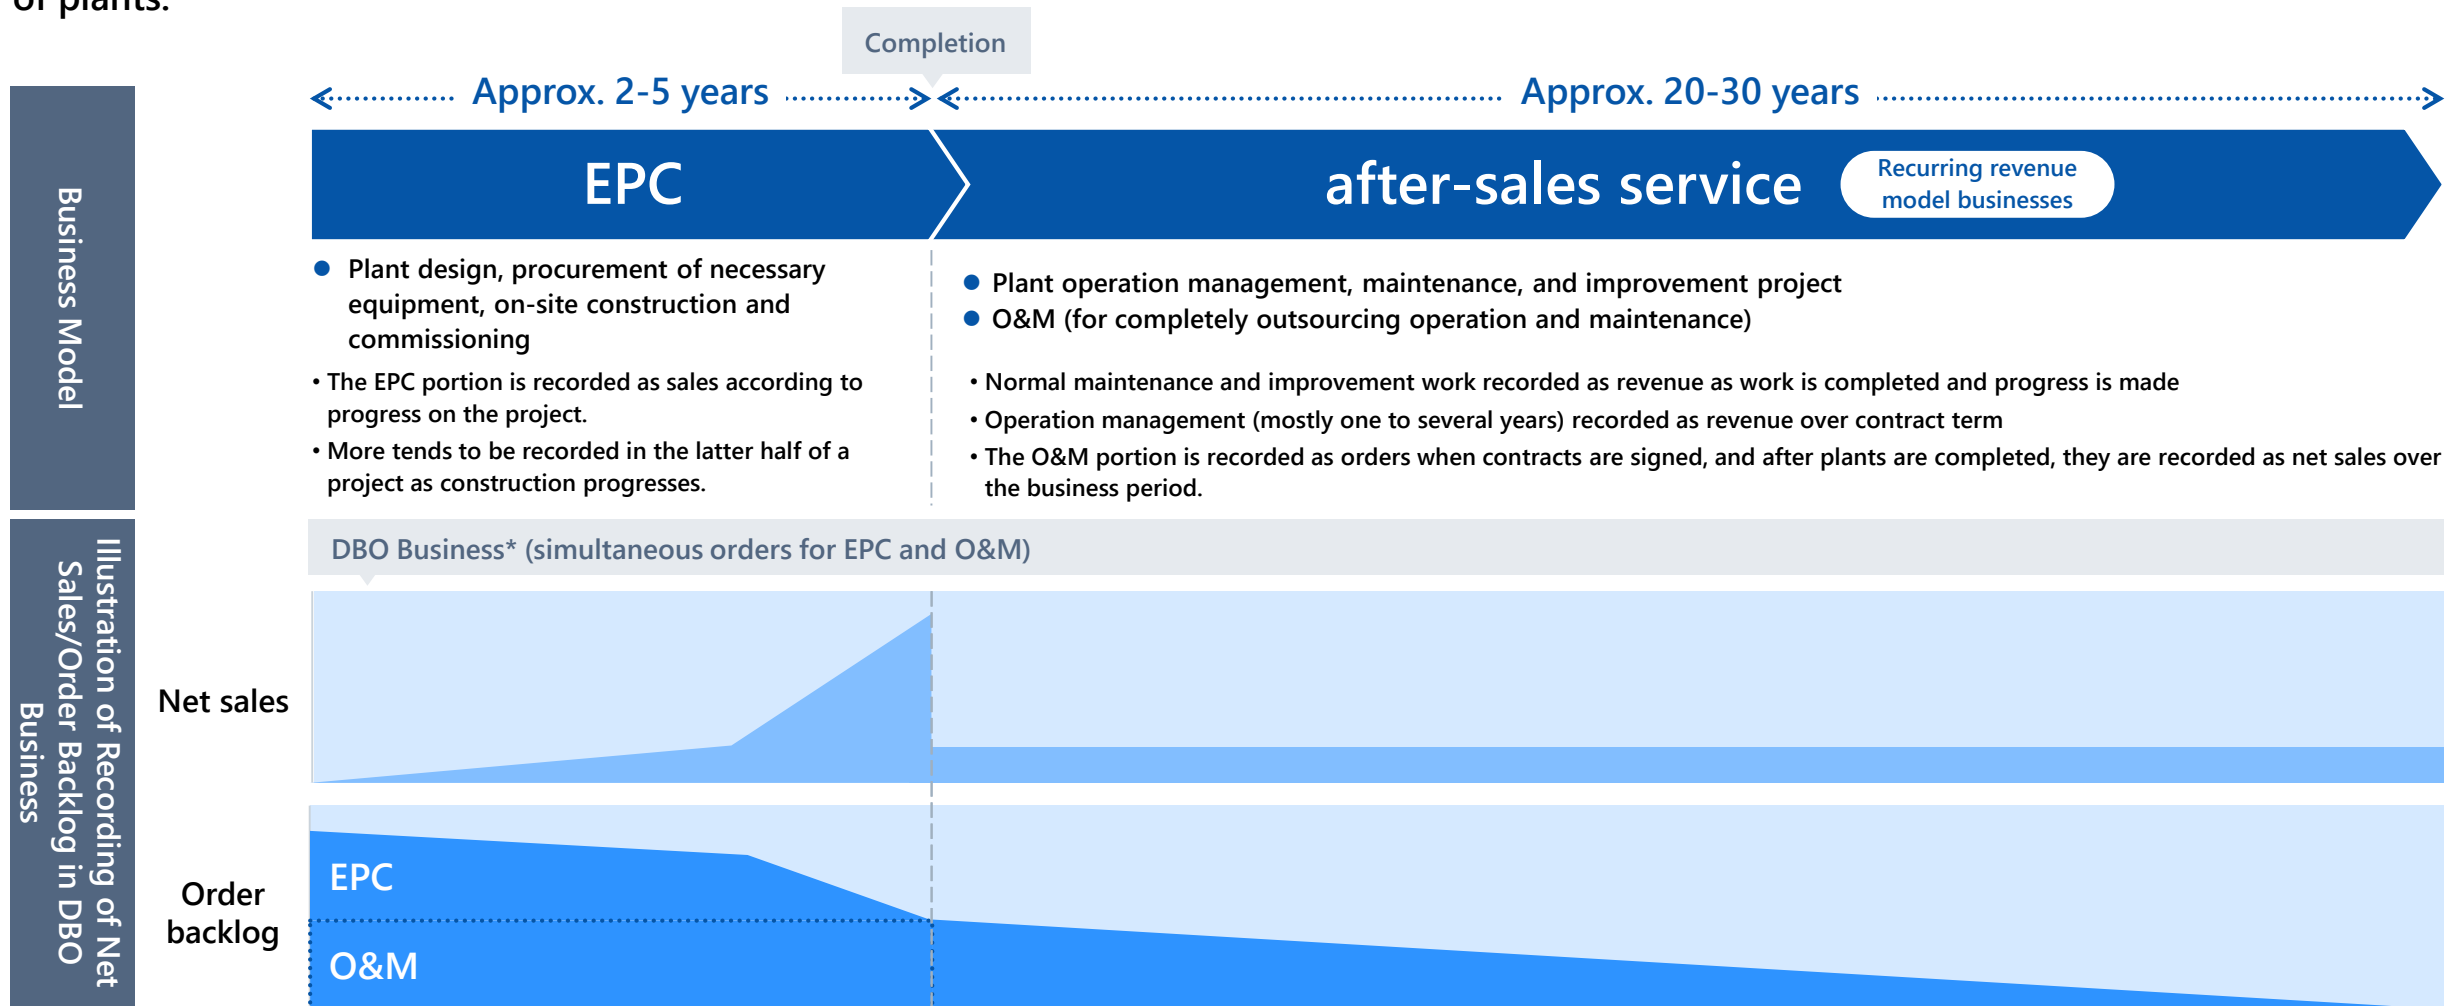 of plants.
Completion
Approx. 2-5 years
Approx. 20-30 years
Business Model
EPC
after-sales service
Recurring revenue
model businesses
● Plant design, procurement of necessary
equipment, on-site construction and
commissioning
• The EPC portion is recorded as sales according to
progress on the project.
• More tends to be recorded in the latter half of a
project as construction progresses.
● Plant operation management, maintenance, and improvement project
● O&M (for completely outsourcing operation and maintenance)
• Normal maintenance and improvement work recorded as revenue as work is completed and progress is made
• Operation management (mostly one to several years) recorded as revenue over contract term
• The O&M portion is recorded as orders when contracts are signed, and after plants are completed, they are recorded as net sales over
the business period.
Illustration of Recording of Net
Sales/Order Backlog in DBO
Business
DBO Business* (simultaneous orders for EPC and O&M)
Net sales
Order
backlog
EPC
O&M